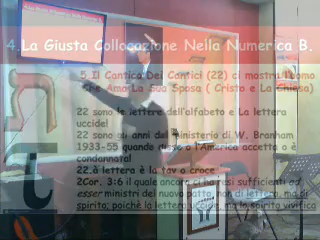 4.La Giusta Collocazione Nella Numerica B.
5.Il Cantico Dei Cantici (22) ci mostra l'uomo
che Ama La Sua Sposa ( Cristo e La Chiesa)
22 sono le lettere dell'alfabeto e La lettera
uccide!
22 sono gli anni del Ministerio di W. Branham
1933-55 quando disse o l'America accetta o è
condannata!
22.à lettera è la tav o croce
2Cor. 3:6 il quale ancora ci ha resi sufficienti ad
esser ministri del nuovo patto, non di lettera, ma di
spirito; poiché la lettera uccide, ma lo spirito vivifica